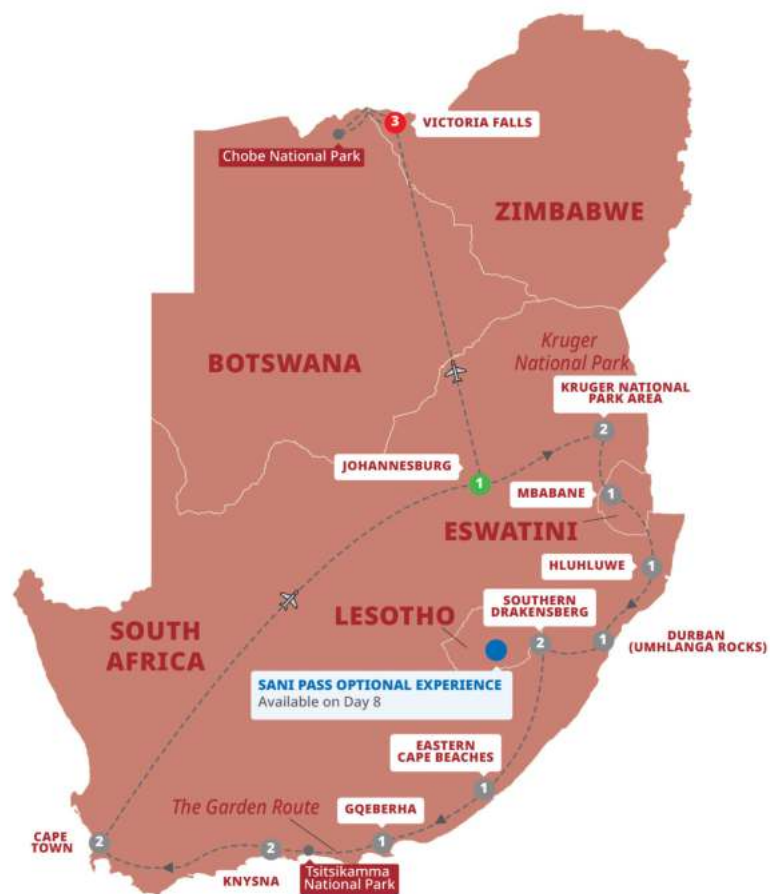 3
VICTORIA FALLS
Chobe National Park
ZIMBABWE
BOTSWANA
Kruger
National Park
KRUGER NATIONAL
PARK AREA
2
JOHANNESBURG
1
MBABANE
1
ESWATINI
HLUHLUWE
1
SOUTHERN
DRAKENSBERG
LESOTHO
SOUTH
AFRICA
2
1
DURBAN
(UMHLANGA ROCKS)
SANI PASS OPTIONAL EXPERIENCE
Available on Day 8
EASTERN
CAPE BEACHES
1
The Garden Route
GQEBERHA
CAPE
TOWN
2
2
1
KNYSNA
Tsitsikamma
National Park